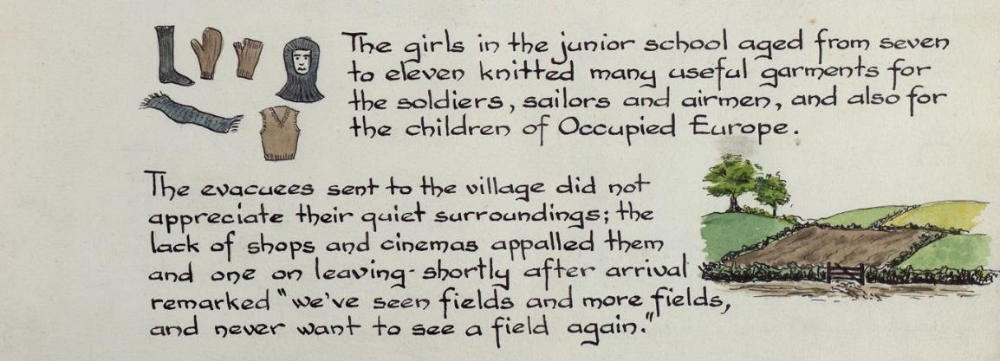 The girls in the junior school aged from seven
to eleven knitted many useful garments for
the soldiers, sailors and airmen, and also for
the children of Occupied Europe.
The evacuees sent to the village did not
appreciate their quiet surroundings; the
lack of shops and cinemas appalled them
and one on leaving shortly after arrival
remarked "we've seen fields and more fields,
and never want to see a field again."